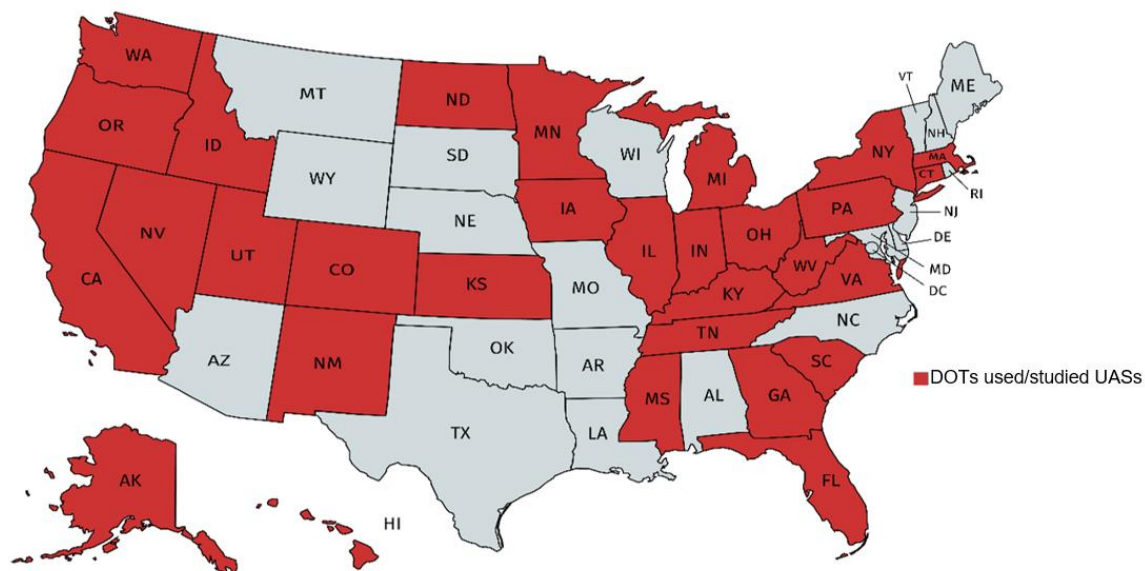 WA
OR
ID
MT
WY
NV
CA
UT
CO
AZ
NM
ND
SD
NE
KS
OK
TX
MN
IA
MO
AR
LA
WI
IL
MI
IN
OH
KY
TN
MS
AL
GA
FL
SC
NC
VA
WV
PA
NY
VT
NH
ME
MA
CT
RI
NJ
DE
MD
DC
AK
HI
DOTs used/studied UASs